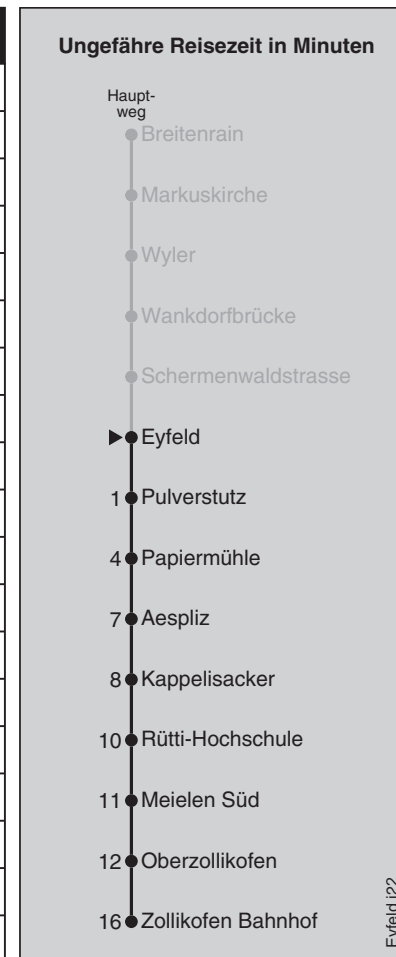 Ungefähre Reisezeit in Minuten
Haupt-
weg
Breitenrain
Markuskirche
Wyler
Wankdorfbrücke
Schermenwaldstrasse
Eyfeld
1 Pulverstutz
4 Papiermühle
7 Aespliz
8 Kappelisacker
10 Rütti-Hochschule
11 Meielen Süd
12 Oberzollikofen
16 Zollikofen Bahnhof
Eyfeld j22